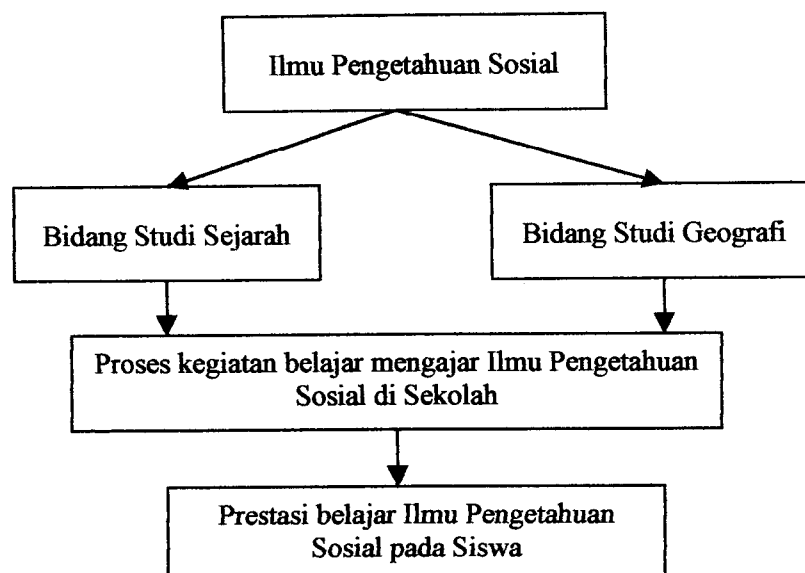 Ilmu Pengetahuan Sosial
Bidang Studi Sejarah
Bidang Studi Geografi
Proses kegiatan belajar mengajar Ilmu Pengetahuan
Sosial di Sekolah
Prestasi belajar Ilmu Pengetahuan
Sosial pada Siswa